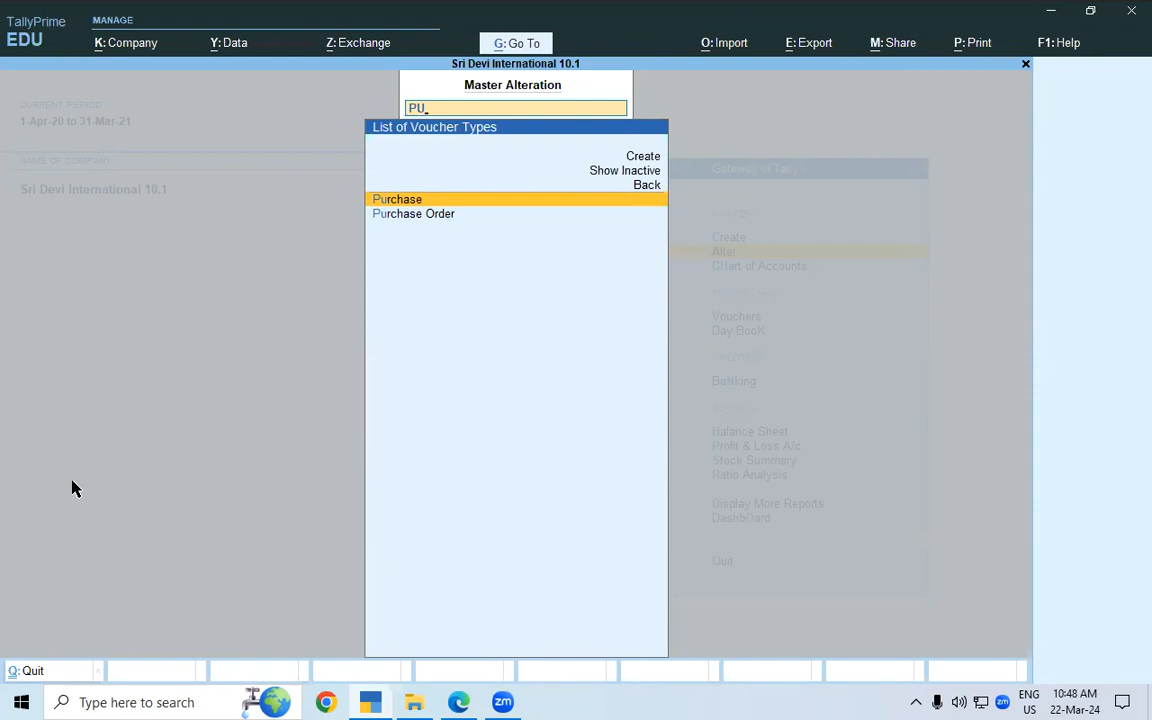 TallyPrime
EDU
MANAGE
K: Company
Y: Data
Z: Exchange
G: Go To
O: Import
E: Export
M: Share
P: Print
F1: Help
Sri Devi International 10.1
Master Alteration
PU
List of Voucher Types
Create
Show Inactive
Back
Purchase
Purchase Order
CURRENT PERIOD
1-Apr-20 to 31-Mar-21
NAME OF COMPANY
Sri Devi International 10.1
Gateway of Tally
Create
Alter
CHart of Accounts
Vouchers
Day BooK
BaNking
Balance Sheet
Profit & Loss A/c
Stock Summary
Ratio Analysis
Display More Reports
DashbOard
Quit
Q: Quit
Type here to search
ENG
US
10:48 AM
22-Mar-24